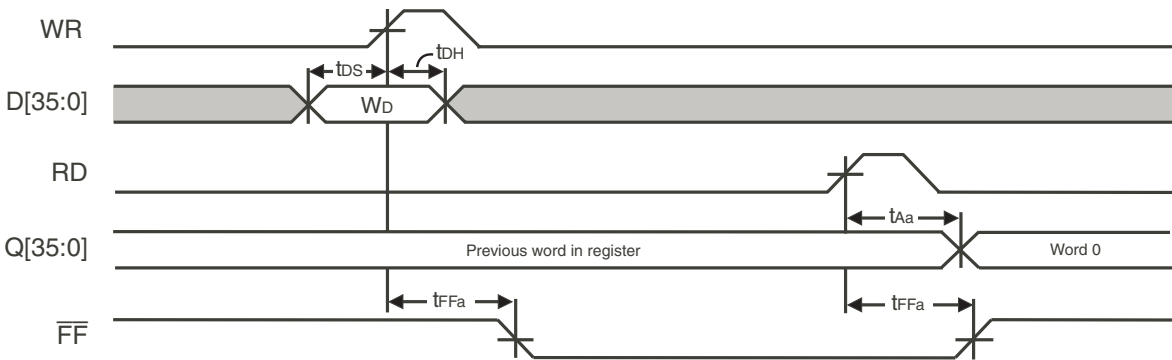 WR
tDS
tDH
D[35:0]
WD
RD
tAa
Q[35:0]
Previous word in register
Word 0
tFFa
tFFa
FF